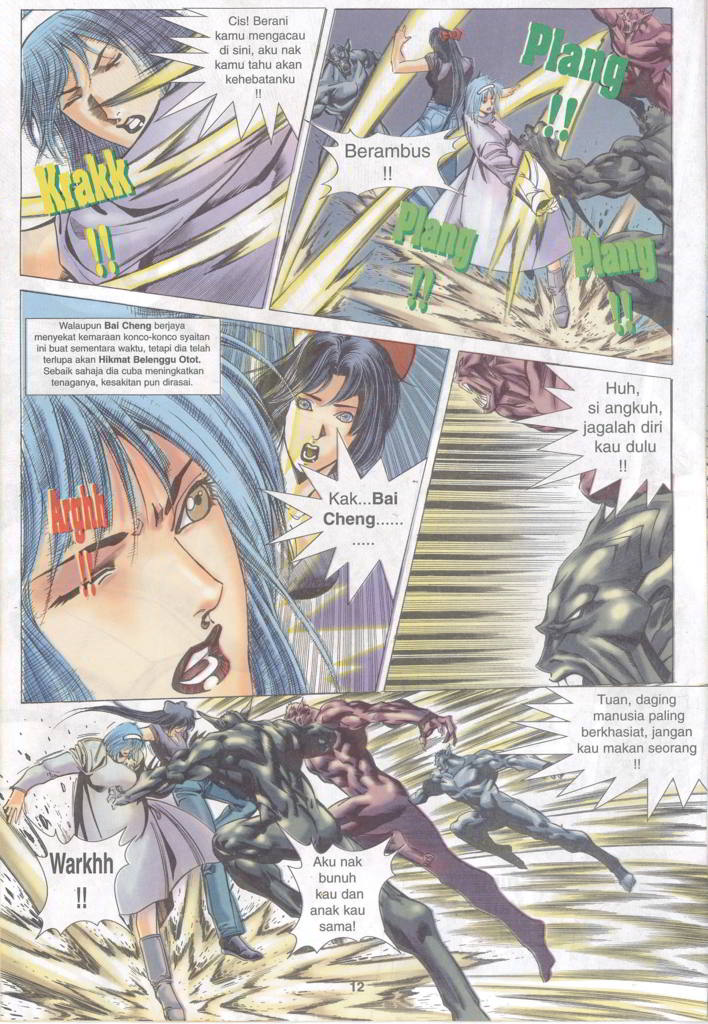 Cis! Berani
kamu mengacau
di sini, aku nak
kamu tahu akan
kehebatanku
!!
Krakk
!!
Plang
!!
Berambus
!!
Plang
!!
Plang
!!
Walaupun Bai Cheng berjaya
menyekat kemaraan konco-konco syaitan
ini buat sementara waktu, tetapi dia telah
terlupa akan Hikmat Belenggu Otot.
Sebaik sahaja dia cuba meningkatkan
tenaganya, kesakitan pun dirasai.
Arghh
!!
Kak...Bai
Cheng......
.....
Huh,
si angkuh,
jagalah diri
kau dulu
!!
Tuan, daging
manusia paling
berkhasiat, jangan
kau makan seorang
!!
Warkhh
!!
Aku nak
bunuh
kau dan
anak kau
sama!
12